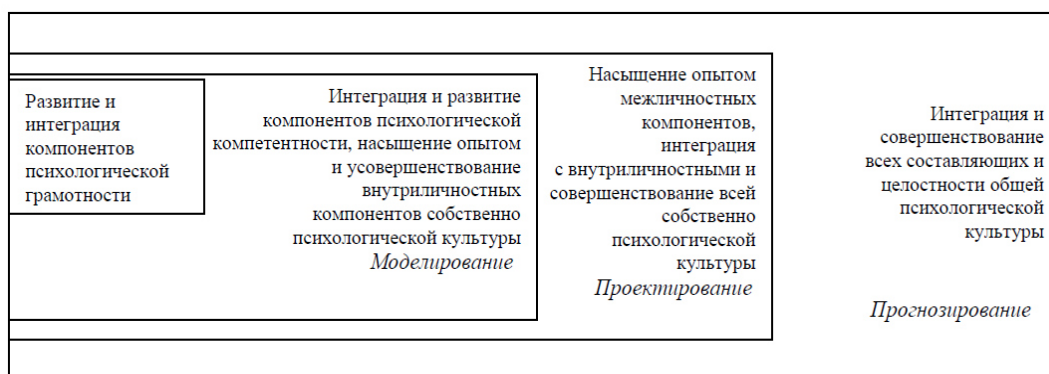 Развитие и
интеграция
компонентов
психологической
грамотности
Интеграция и развитие
компонентов психологической
компетентности, насыщение опытом
и усовершенствование
внутриличностных
компонентов собственно
психологической культуры
Моделирование
Насыщение опытом
межличностных
компонентов,
интеграция
с внутриличностными и
совершенствование всей
собственно
психологической
культуры
Проектирование
Интеграция и
совершенствование
всех составляющих и
целостности общей
психологической
культуры
Прогнозирование